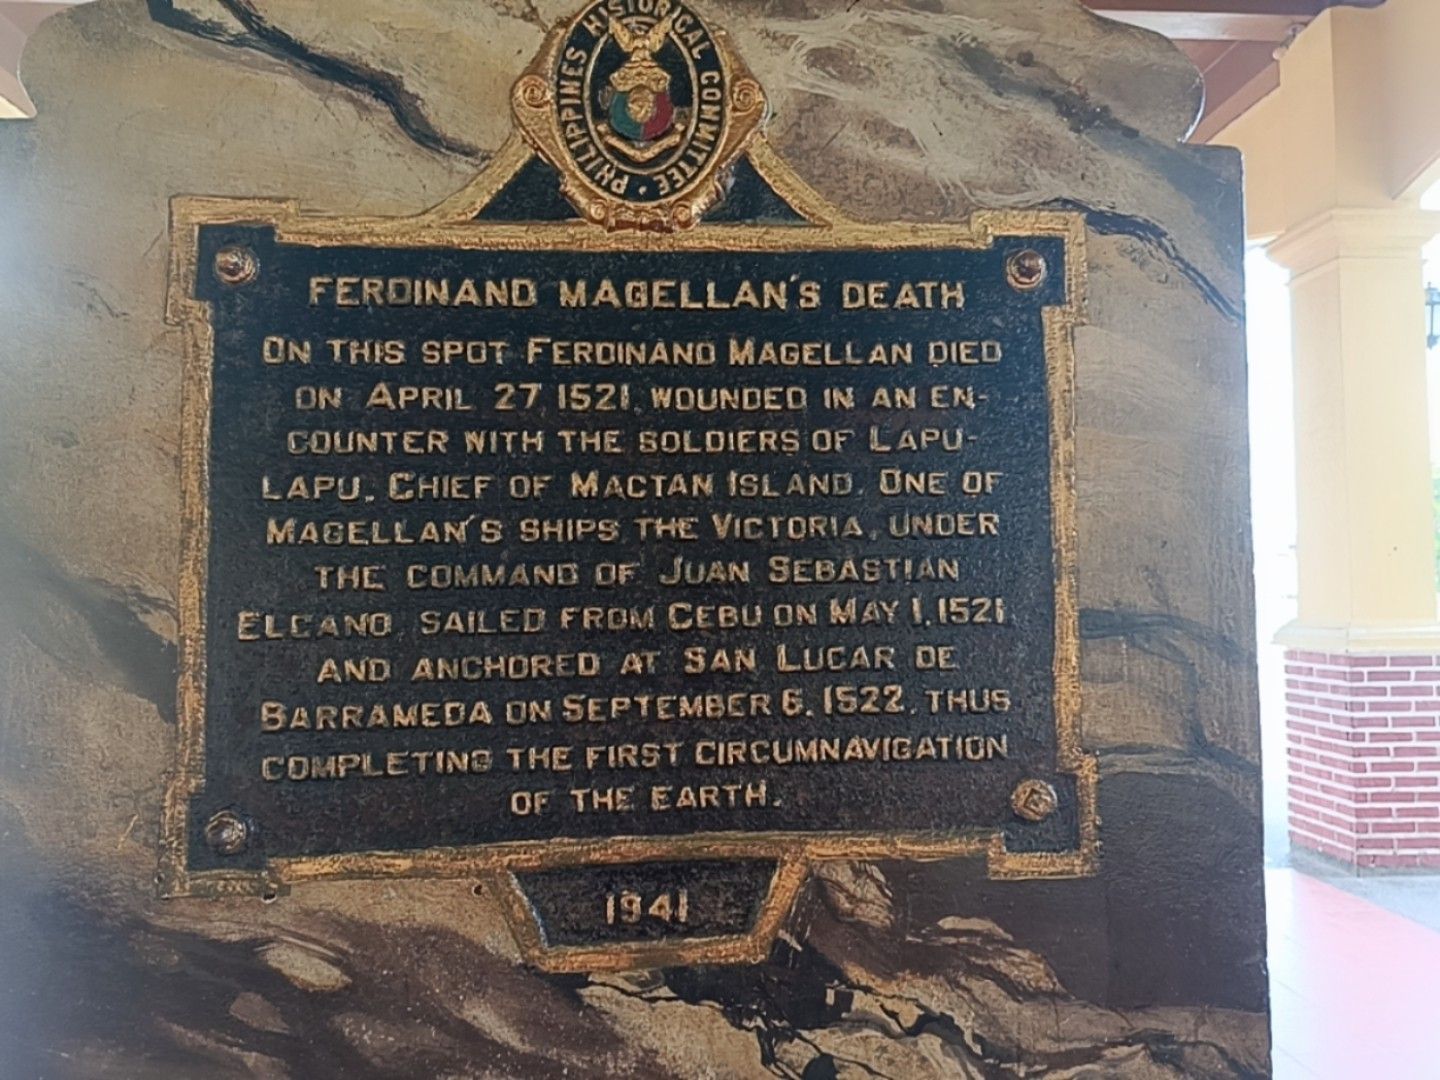 PHILIPPINES HISTORICAL COMMITTEE
FERDINAND MAGELLAN'S DEATH
ON THIS SPOT FERDINAND MAGELLAN DIED
ON APRIL 27, 1521, WOUNDED IN AN EN-
COUNTER WITH THE SOLDIERS OF LAPU-
LAPU, CHIEF OF MACTAN ISLAND. ONE OF
MAGELLAN'S SHIPS, THE VICTORIA, UNDER
THE COMMAND OF JUAN SEBASTIAN
ELCANO, SAILED FROM CEBU ON MAY 1, 1521
AND ANCHORED AT SAN LUCAR DE
BARRAMEDA ON SEPTEMBER 6, 1522, THUS
COMPLETING THE FIRST CIRCUMNAVIGATION
OF THE EARTH.
1941